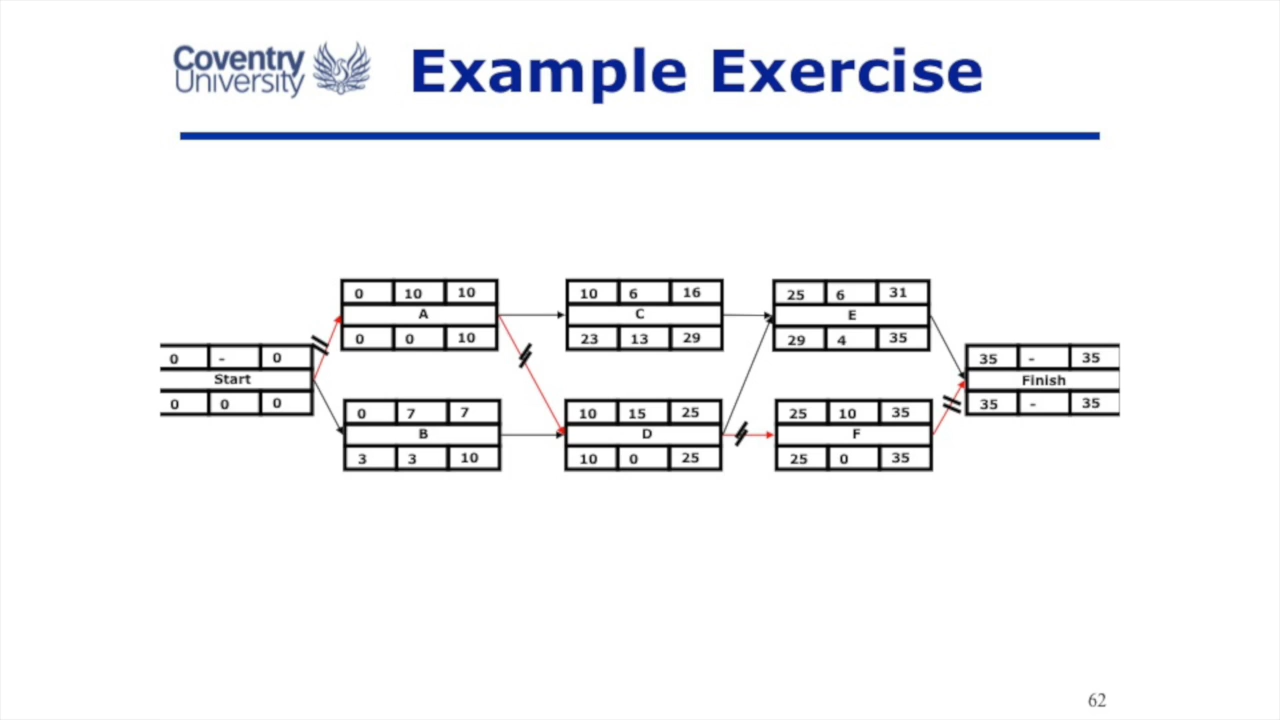 Coventry
University
Example Exercise
0 10 10
A
0 0 10
10 6 16
C
23 13 29
25 6 31
E
29 4 35
0 - 0
Start
0 0 0
35 - 35
Finish
35 - 35
0 7 7
B
3 3 10
10 15 25
D
10 0 25
25 10 35
F
25 0 35
62